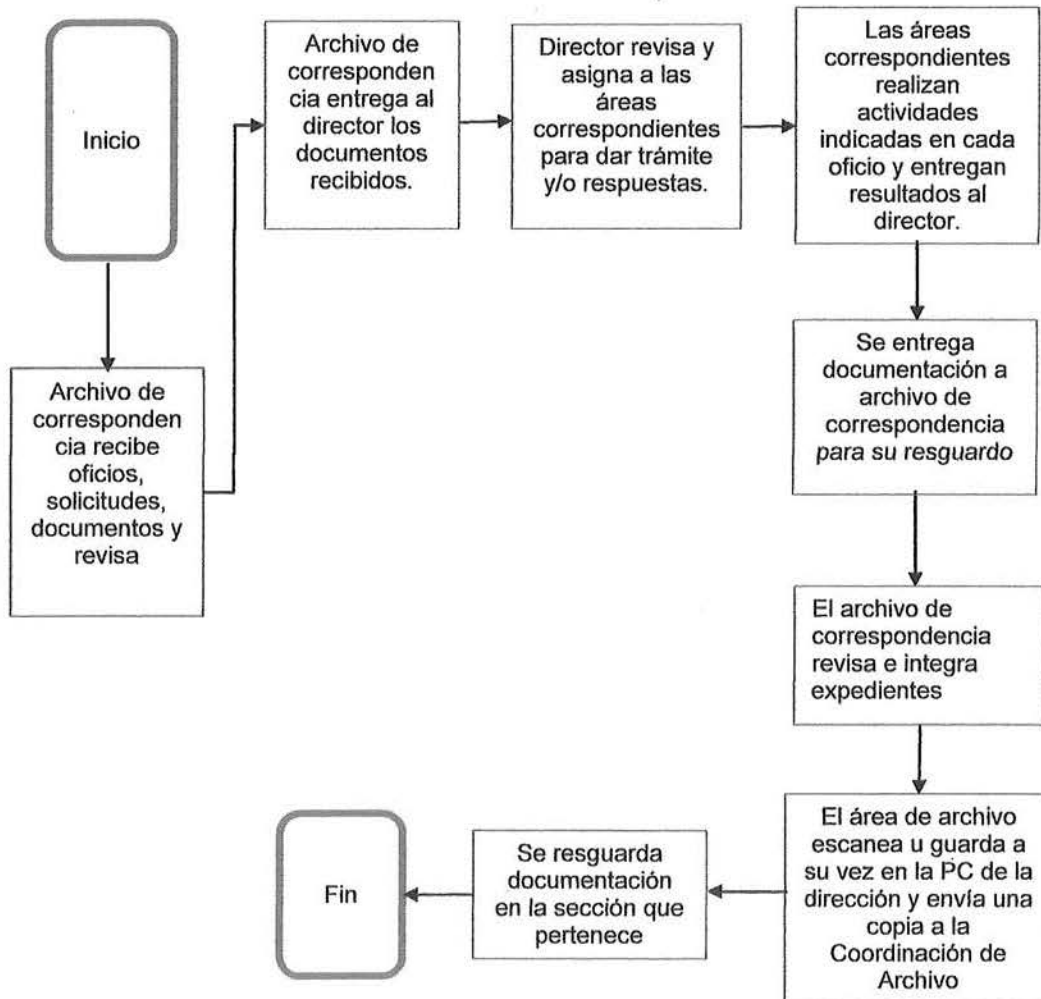 Inicio
Archivo de
corresponden
cia recibe
oficios,
solicitudes,
documentos y
revisa
Archivo de
corresponden
cia entrega al
director los
documentos
recibidos.
Director revisa y
asigna a las
áreas
correspondientes
para dar trámite
y/o respuestas.
Las áreas
correspondientes
realizan
actividades
indicadas en cada
oficio y entregan
resultados al
director.
Se entrega
documentación a
archivo de
correspondencia
para su resguardo
El archivo de
correspondencia
revisa e integra
expedientes
El área de archivo
escanea u guarda a
su vez en la PC de la
dirección y envía una
copia a la
Coordinación de
Archivo
Se resguarda
documentación
en la sección que
pertenece
Fin